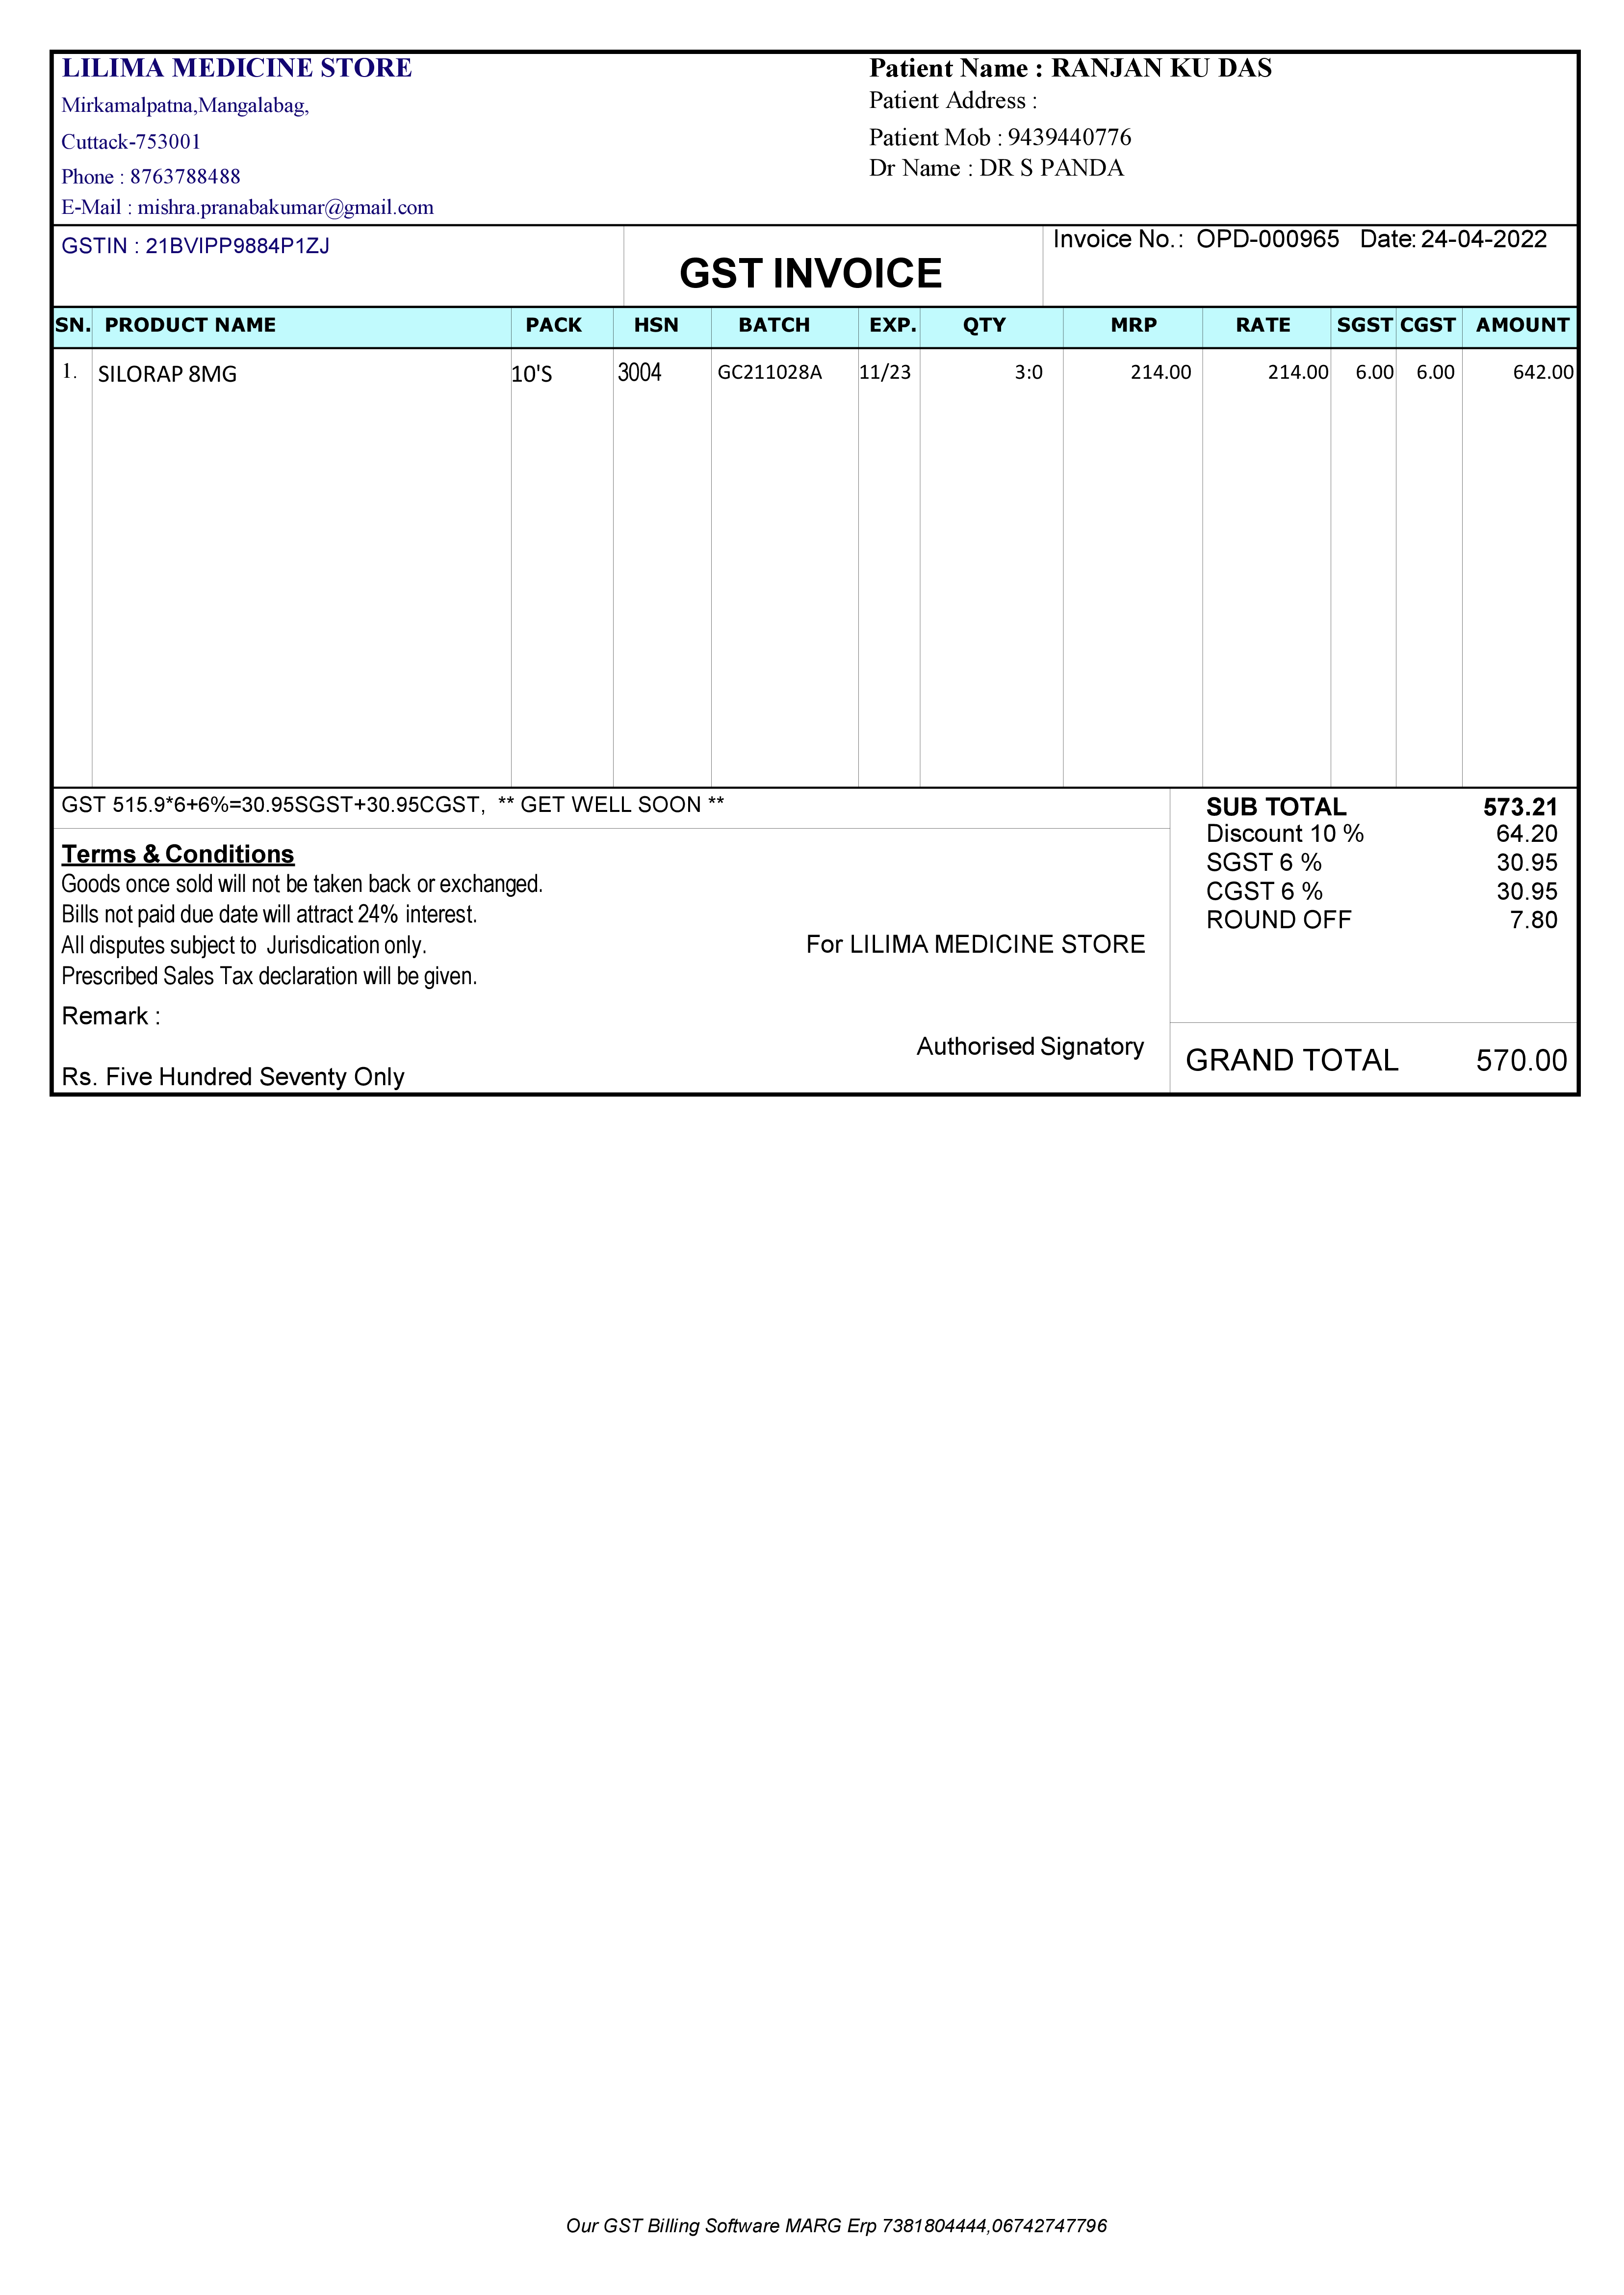 LILIMA MEDICINE STORE
Mirkamalpatna,Mangalabag,
Cuttack-753001
Phone : 8763788488
E-Mail : mishra.pranabakumar@gmail.com
Patient Name : RANJAN KU DAS
Patient Address :
Patient Mob : 9439440776
Dr Name : DR S PANDA
GSTIN : 21BVIPP9884P1ZJ
GST INVOICE
Invoice No.: OPD-000965 Date: 24-04-2022
SN. PRODUCT NAME PACK HSN BATCH EXP. QTY MRP RATE SGST CGST AMOUNT
1. SILORAP 8MG 10'S 3004 GC211028A 11/23 3:0 214.00 214.00 6.00 6.00 642.00
GST 515.9*6+6%=30.95SGST+30.95CGST, ** GET WELL SOON **
Terms & Conditions
Goods once sold will not be taken back or exchanged.
Bills not paid due date will attract 24% interest.
All disputes subject to Jurisdication only.
Prescribed Sales Tax declaration will be given.
Remark :
Rs. Five Hundred Seventy Only
For LILIMA MEDICINE STORE
Authorised Signatory
SUB TOTAL 573.21
Discount 10 % 64.20
SGST 6 % 30.95
CGST 6 % 30.95
ROUND OFF 7.80
GRAND TOTAL 570.00
Our GST Billing Software MARG Erp 7381804444,06742747796